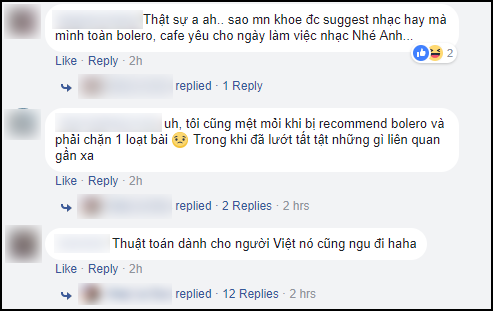 Thật sự a ah.. sao mn khoe đc suggest nhạc hay mà
mình toàn bolero, cafe yêu cho ngày làm việc nhạc Nhé Anh...
2
Like · Reply · 2h
replied · 1 Reply
uh, tôi cũng mệt mỏi khi bị recommend bolero và
phải chặn 1 loạt bài 😟 Trong khi đã lướt tất tật những gì liên quan
gần xa
Like · Reply · 2h
replied · 2 Replies · 2 hrs
Thuật toán dành cho người Việt nó cũng ngu đi haha
Like · Reply · 2h
replied · 12 Replies · 2 hrs